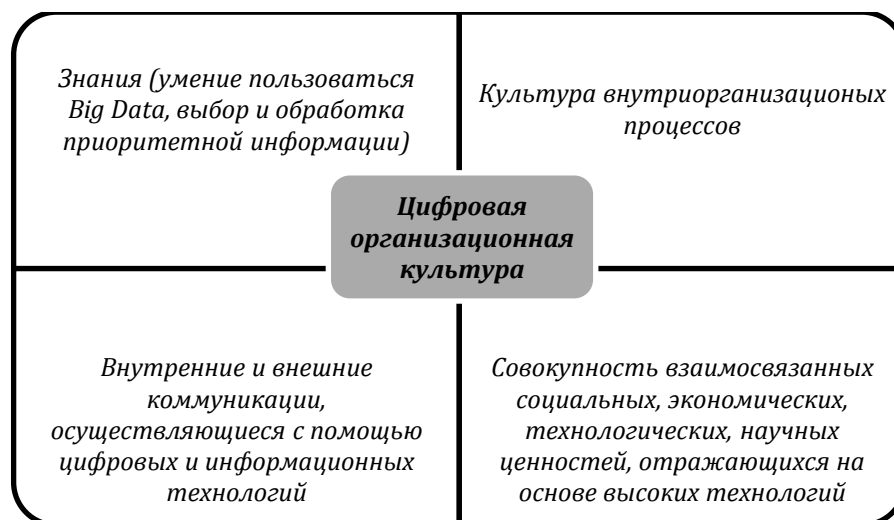 Знания (умение пользоваться
Big Data, выбор и обработка
приоритетной информации)
Культура внутриорганизационых
процессов
Цифровая
организационная
культура
Внутренние и внешние
коммуникации,
осуществляющиеся с помощью
цифровых и информационных
технологий
Совокупность взаимосвязанных
социальных, экономических,
технологических, научных
ценностей, отражающихся на
основе высоких технологий